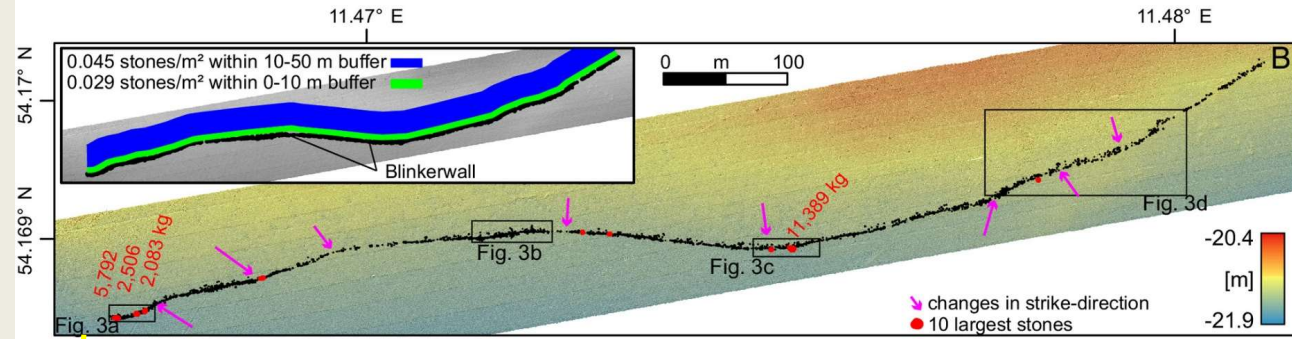 11.47° E
11.48° E
B
54.17° N
54.169° N
0.045 stones/m² within 10-50 m buffer
0.029 stones/m² within 0-10 m buffer
Blinkerwall
0 m 100
5,792
2,506
2,083 kg
11,389 kg
Fig. 3a
Fig. 3b
Fig. 3c
Fig. 3d
changes in strike-direction
10 largest stones
-20.4
[m]
-21.9